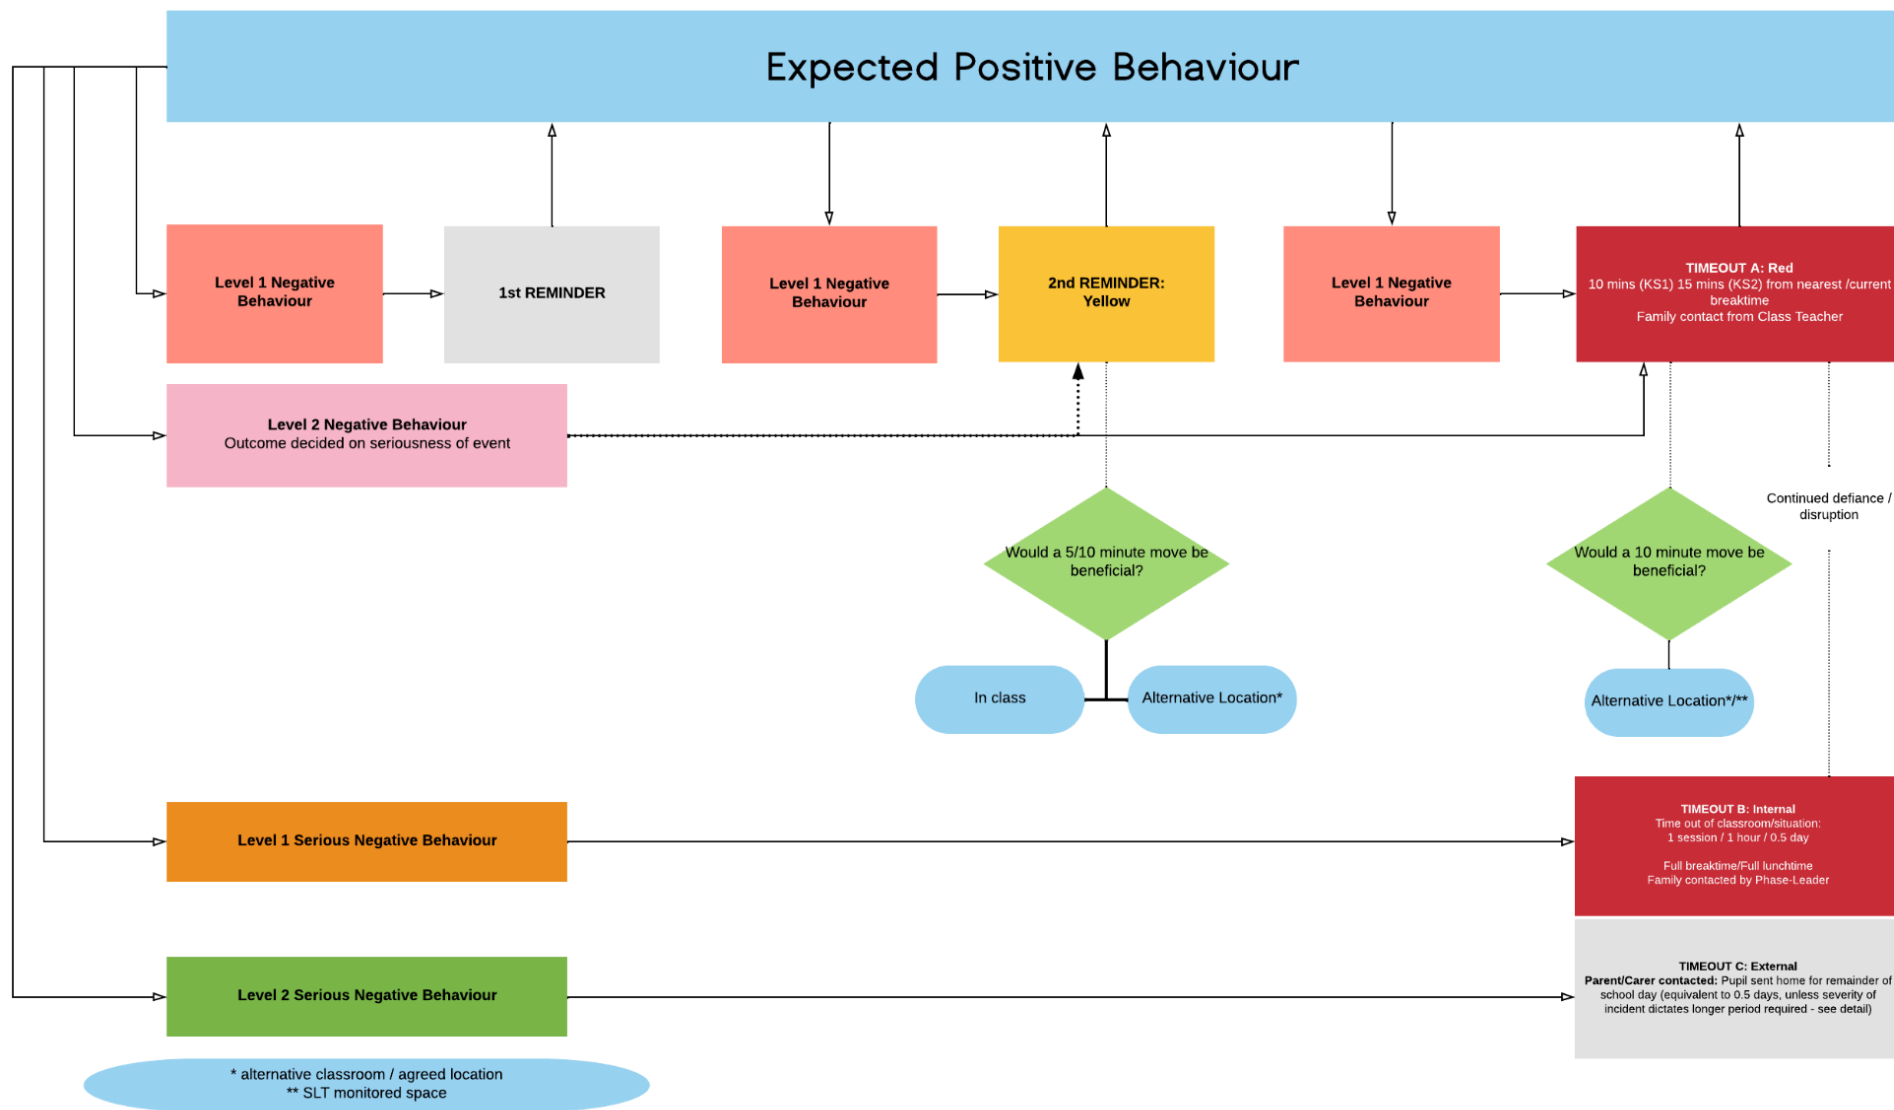 Expected Positive Behaviour
Level 1 Negative
Behaviour
1st REMINDER
Level 1 Negative
Behaviour
2nd REMINDER:
Yellow
Level 1 Negative
Behaviour
TIMEOUT A: Red
10 mins (KS1) 15 mins (KS2) from nearest /current
breaktime
Family contact from Class Teacher
Level 2 Negative Behaviour
Outcome decided on seriousness of event
Continued defiance /
disruption
Would a 5/10 minute move be
beneficial?
Would a 10 minute move be
beneficial?
In class
Alternative Location*
Alternative Location*/**
Level 1 Serious Negative Behaviour
TIMEOUT B: Internal
Time out of classroom/situation:
1 session / 1 hour / 0.5 day
Full breaktime/Full lunchtime
Family contacted by Phase-Leader
Level 2 Serious Negative Behaviour
TIMEOUT C: External
Parent/Carer contacted: Pupil sent home for remainder of
school day (equivalent to 0.5 days, unless severity of
incident dictates longer period required - see detail)
* alternative classroom / agreed location
** SLT monitored space